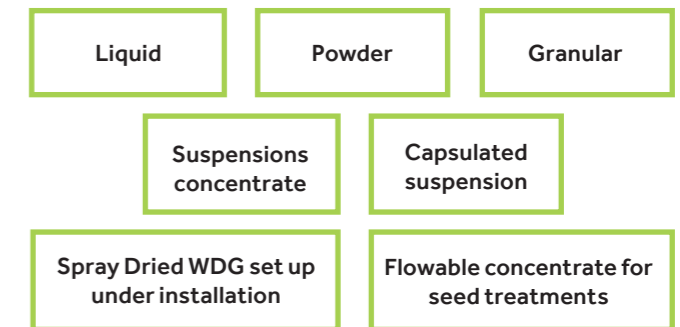 Liquid
Powder
Granular
Suspensions
concentrate
Capsulated
suspension
Spray Dried WDG set up
under installation
Flowable concentrate for
seed treatments